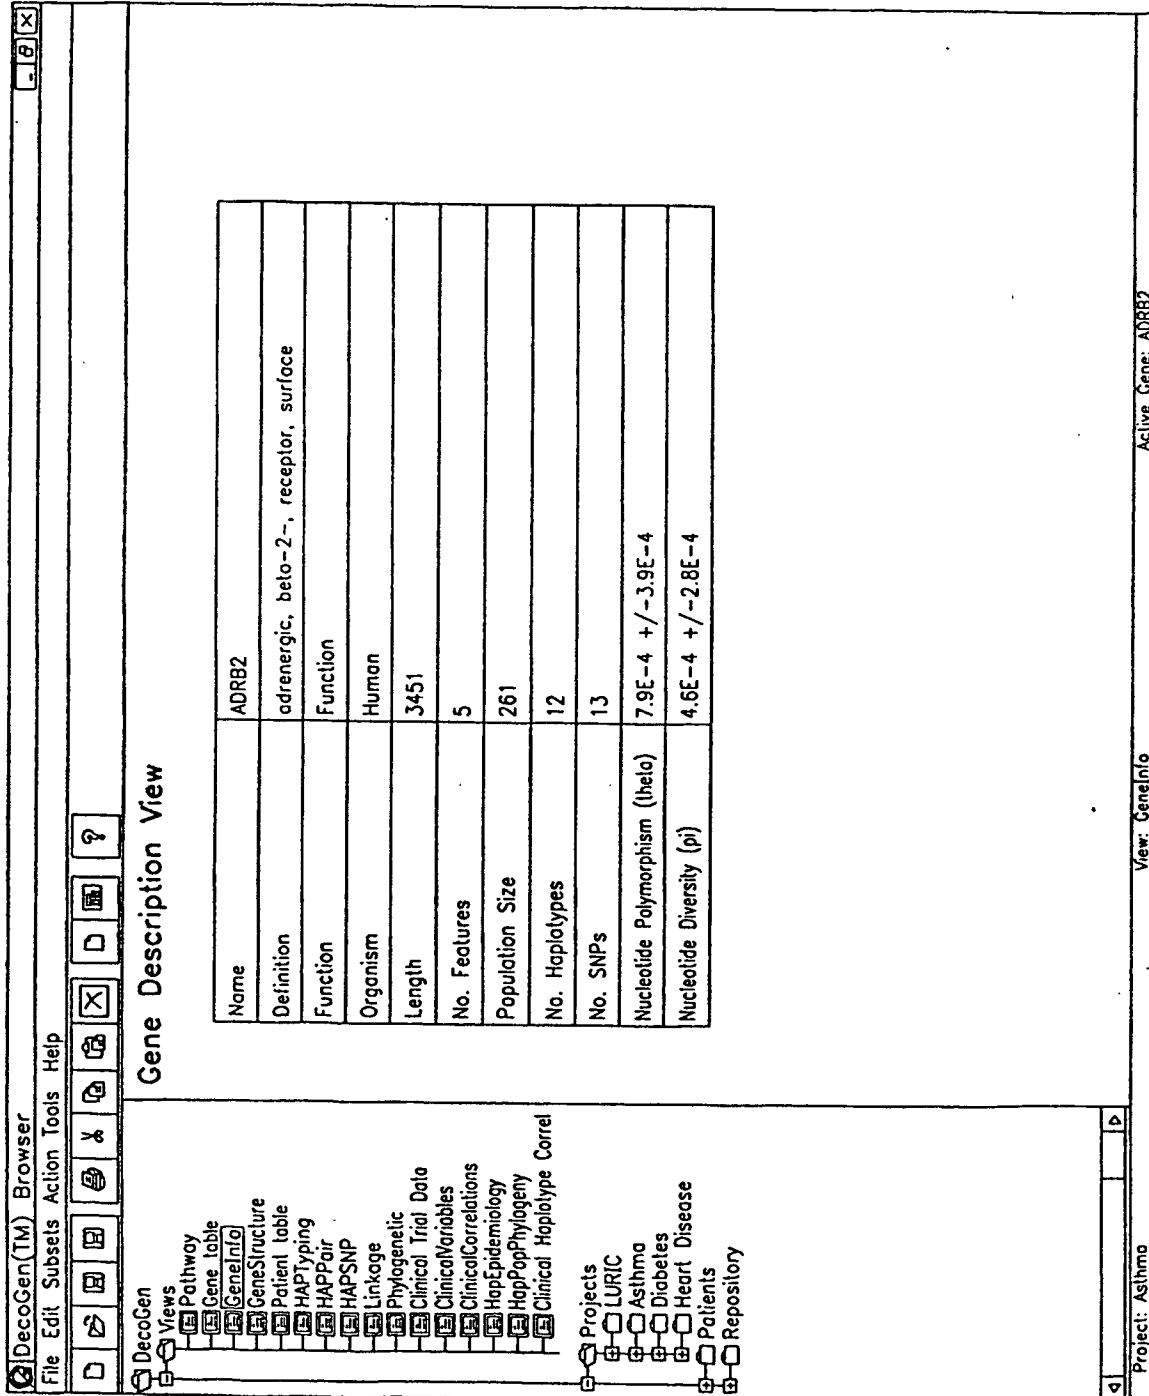 DecoGen(TM) Browser
File Edit Subsets Action Tools Help
?
DecoGen
Views
Pathway
Gene table
GeneInfo
GeneStructure
Patient table
HAPTyping
HAPPair
HAPSNP
Linkage
Phylogenetic
Clinical Trial Data
ClinicalVariables
ClinicalCorrelations
HapEpidemiology
HapPopPhylogeny
Clinical Haplotype Correl
Projects
LURIC
Asthma
Diabetes
Heart Disease
Patients
Repository
Gene Description View
Name ADRB2
Definition adrenergic, beto-2-, receptor, surface
Function Function
Organism Human
Length 3451
No. Features 5
Population Size 261
No. Haplotypes 12
No. SNPs 13
Nucleotide Polymorphism (theta) 7.9E-4 +/-3.9E-4
Nucleotide Diversity (pi) 4.6E-4 +/-2.8E-4
Project: Asthma View: GeneInfo Active Gene: ADRB2